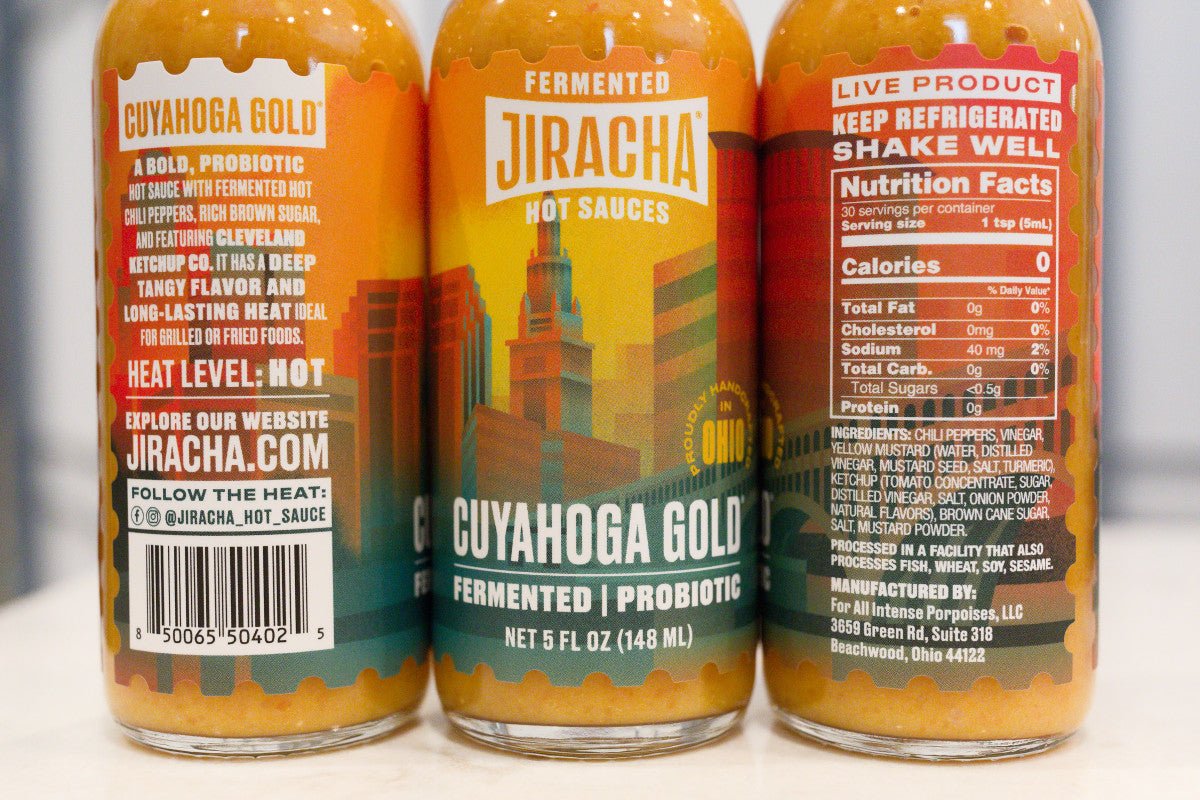 CUYAHOGA GOLD®
A BOLD, PROBIOTIC
HOT SAUCE WITH FERMENTED HOT
CHILI PEPPERS, RICH BROWN SUGAR,
AND FEATURING CLEVELAND
KETCHUP CO. IT HAS A DEEP
TANGY FLAVOR AND
LONG-LASTING HEAT IDEAL
FOR GRILLED OR FRIED FOODS.
HEAT LEVEL: HOT
EXPLORE OUR WEBSITE
JIRACHA.COM
FOLLOW THE HEAT:
@JIRACHA_HOT_SAUCE
8 50065 50402 5
FERMENTED
JIRACHA®
HOT SAUCES
PROUDLY HANDCRAFTED
IN
OHIO
CUYAHOGA GOLD®
FERMENTED | PROBIOTIC
NET 5 FL OZ (148 ML)
LIVE PRODUCT
KEEP REFRIGERATED
SHAKE WELL
Nutrition Facts
30 servings per container
Serving size 1 tsp (5mL)
Calories 0
% Daily Value*
Total Fat 0g 0%
Cholesterol 0mg 0%
Sodium 40 mg 2%
Total Carb. 0g 0%
Total Sugars <0.5g
Protein 0g
INGREDIENTS: CHILI PEPPERS, VINEGAR,
YELLOW MUSTARD (WATER, DISTILLED
VINEGAR, MUSTARD SEED, SALT, TURMERIC),
KETCHUP (TOMATO CONCENTRATE, SUGAR,
DISTILLED VINEGAR, SALT, ONION POWDER,
NATURAL FLAVORS), BROWN CANE SUGAR,
SALT, MUSTARD POWDER.
PROCESSED IN A FACILITY THAT ALSO
PROCESSES FISH, WHEAT, SOY, SESAME.
MANUFACTURED BY:
For All Intense Porpoises, LLC
3659 Green Rd, Suite 318
Beachwood, Ohio 44122